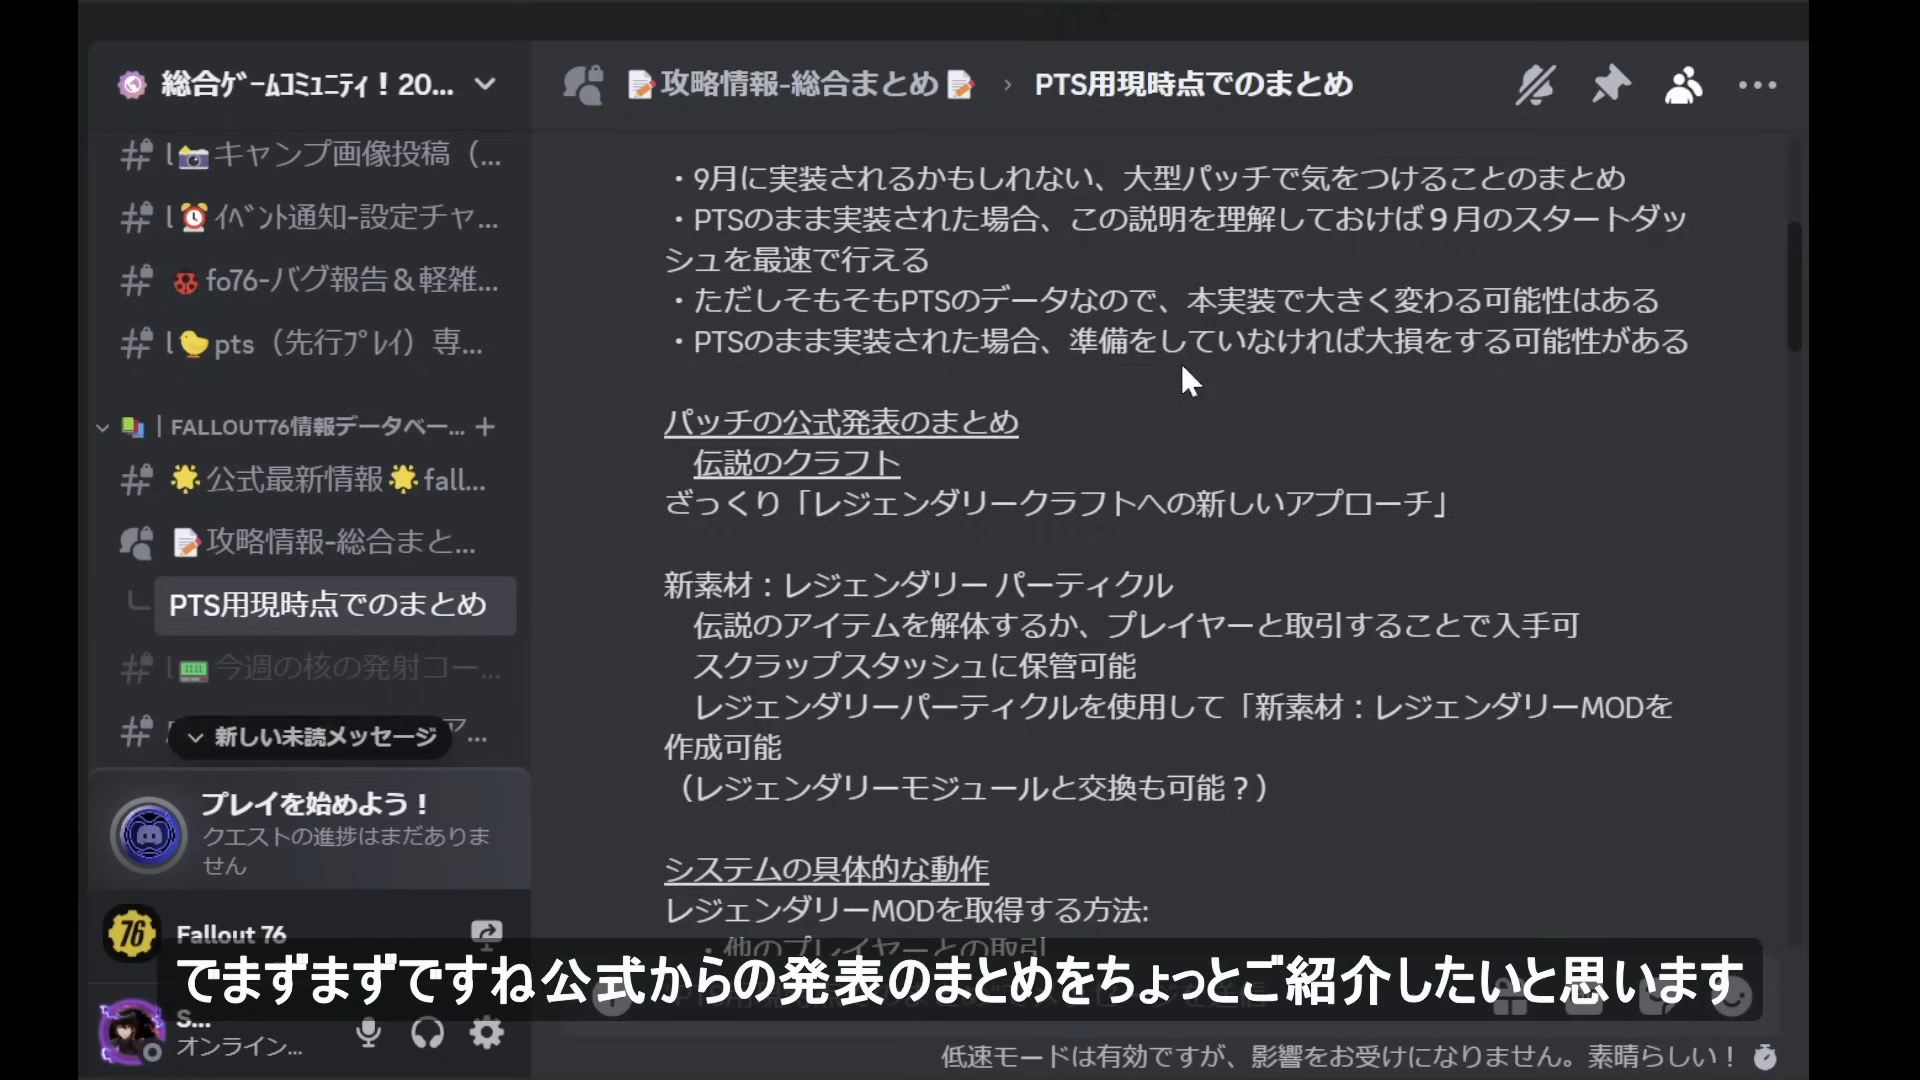 総合ゲームコミュニティ！20...
キャンプ画像投稿（...
イベント通知-設定チャ...
fo76-バグ報告＆軽雑...
pts（先行プレイ）専...
FALLOUT76情報データベー... +
公式最新情報 fall...
攻略情報-総合まと...
PTS用現時点でのまとめ
今週の核の発射コー...
新しい未読メッセージ
プレイを始めよう！
クエストの進捗はまだありま
せん
Fallout 76
S...
オンライン...
攻略情報-総合まとめ › PTS用現時点でのまとめ
・9月に実装されるかもしれない、大型パッチで気をつけることのまとめ
・PTSのまま実装された場合、この説明を理解しておけば９月のスタートダッ
シュを最速で行える
・ただしそもそもPTSのデータなので、本実装で大きく変わる可能性はある
・PTSのまま実装された場合、準備をしていなければ大損をする可能性がある
パッチの公式発表のまとめ
伝説のクラフト
ざっくり「レジェンダリークラフトへの新しいアプローチ」
新素材：レジェンダリー パーティクル
伝説のアイテムを解体するか、プレイヤーと取引することで入手可
スクラップスタッシュに保管可能
レジェンダリーパーティクルを使用して「新素材：レジェンダリーMODを
作成可能
（レジェンダリーモジュールと交換も可能？）
システムの具体的な動作
レジェンダリーMODを取得する方法:
・他のプレイヤーとの取引
でまずまずですね公式からの発表のまとめをちょっとご紹介したいと思います
低速モードは有効ですが、影響をお受けになりません。素晴らしい！